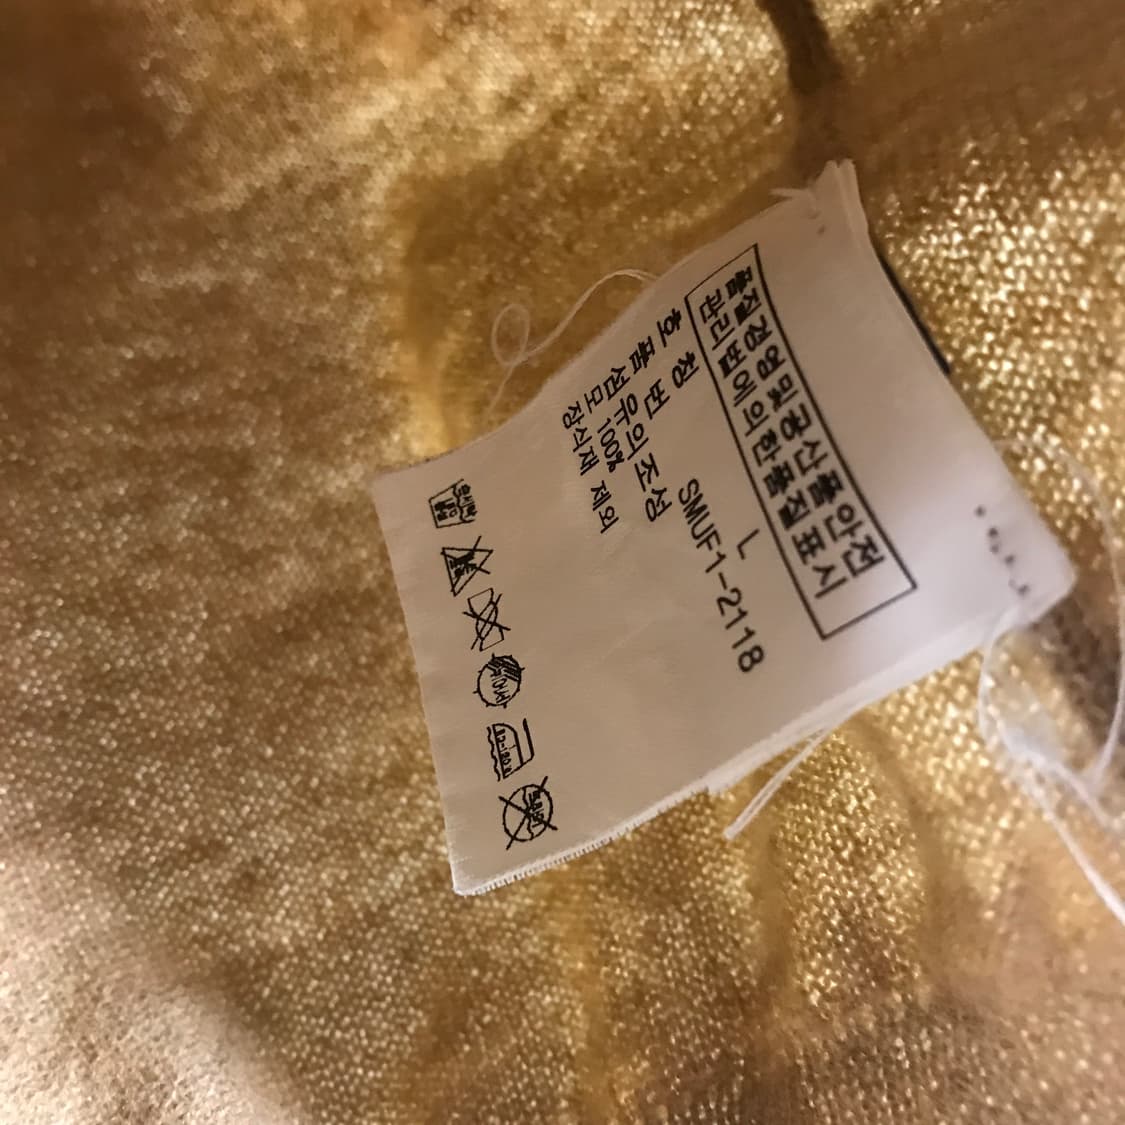 품질경영 및 공산품안전
관리법에 의한 품질표시
호 칭 L
품 번 SMUF1-2118
섬유의조성
모 100%
장식재 제외